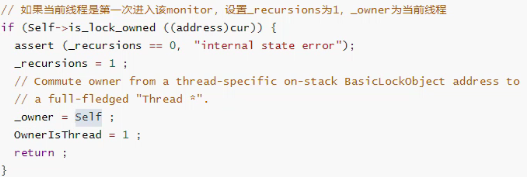 // 如果当前线程是第一次进入该monitor, 设置_recursions为1, _owner为当前线程
if (Self->is_lock_owned ((address)cur)) {
assert (_recursions == 0, "internal state error");
_recursions = 1 ;
// Commute owner from a thread-specific on-stack BasicLockObject address to
// a full-fledged "Thread *".
_owner = Self ;
OwnerIsThread = 1 ;
return ;
}